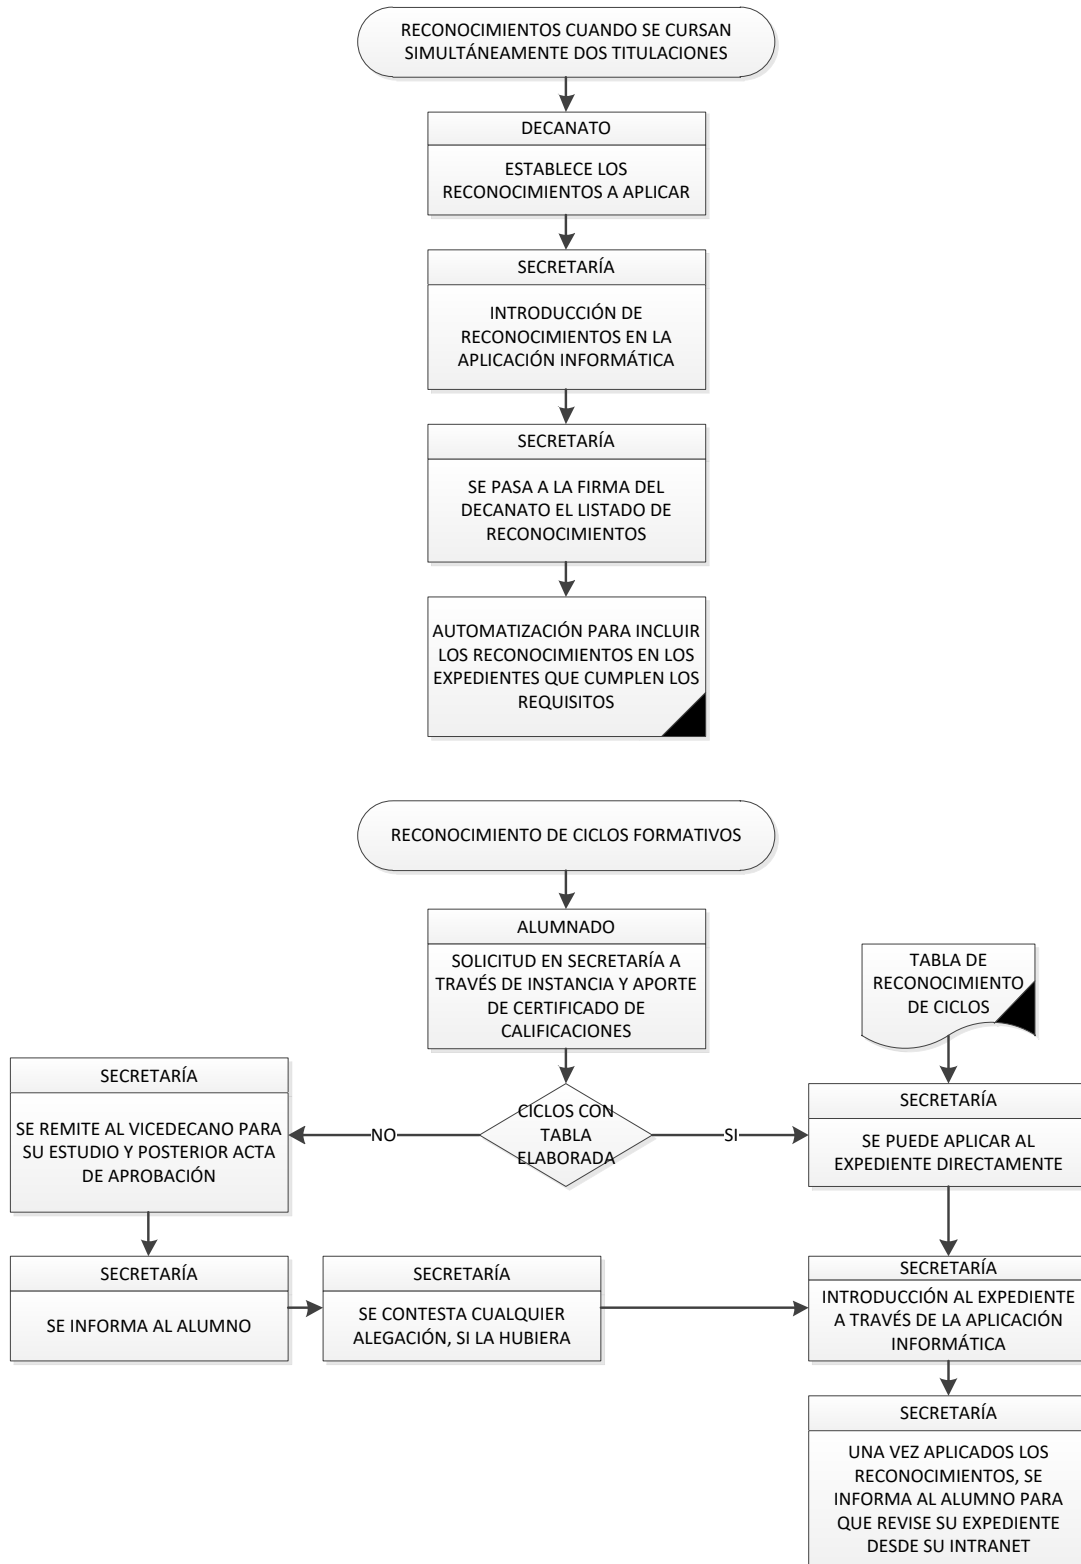 RECONOCIMIENTOS CUANDO SE CURSAN
SIMULTÁNEAMENTE DOS TITULACIONES
DECANATO
ESTABLECE LOS
RECONOCIMIENTOS A APLICAR
SECRETARÍA
INTRODUCCIÓN DE
RECONOCIMIENTOS EN LA
APLICACIÓN INFORMÁTICA
SECRETARÍA
SE PASA A LA FIRMA DEL
DECANATO EL LISTADO DE
RECONOCIMIENTOS
AUTOMATIZACIÓN PARA INCLUIR
LOS RECONOCIMIENTOS EN LOS
EXPEDIENTES QUE CUMPLEN LOS
REQUISITOS
RECONOCIMIENTO DE CICLOS FORMATIVOS
ALUMNADO
SOLICITUD EN SECRETARÍA A
TRAVÉS DE INSTANCIA Y APORTE
DE CERTIFICADO DE
CALIFICACIONES
TABLA DE
RECONOCIMIENTO
DE CICLOS
CICLOS CON
TABLA
ELABORADA
NO
SI
SECRETARÍA
SE REMITE AL VICEDECANO PARA
SU ESTUDIO Y POSTERIOR ACTA
DE APROBACIÓN
SECRETARÍA
SE PUEDE APLICAR AL
EXPEDIENTE DIRECTAMENTE
SECRETARÍA
SE INFORMA AL ALUMNO
SECRETARÍA
SE CONTESTA CUALQUIER
ALEGACIÓN, SI LA HUBIERA
SECRETARÍA
INTRODUCCIÓN AL EXPEDIENTE
A TRAVÉS DE LA APLICACIÓN
INFORMÁTICA
SECRETARÍA
UNA VEZ APLICADOS LOS
RECONOCIMIENTOS, SE
INFORMA AL ALUMNO PARA
QUE REVISE SU EXPEDIENTE
DESDE SU INTRANET